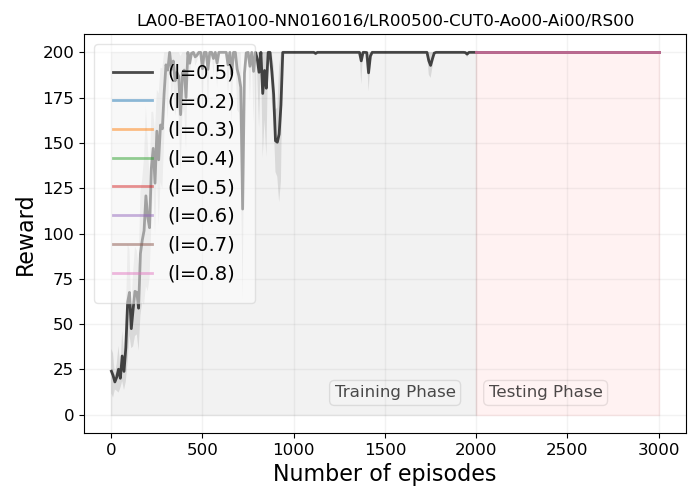 LA00-BETA0100-NN016016/LR00500-CUT0-Ao00-Ai00/RS00
200
175
150
125
100
75
50
25
0
Reward
(l=0.5)
(l=0.2)
(l=0.3)
(l=0.4)
(l=0.5)
(l=0.6)
(l=0.7)
(l=0.8)
Training Phase
Testing Phase
0
500
1000
1500
2000
2500
3000
Number of episodes